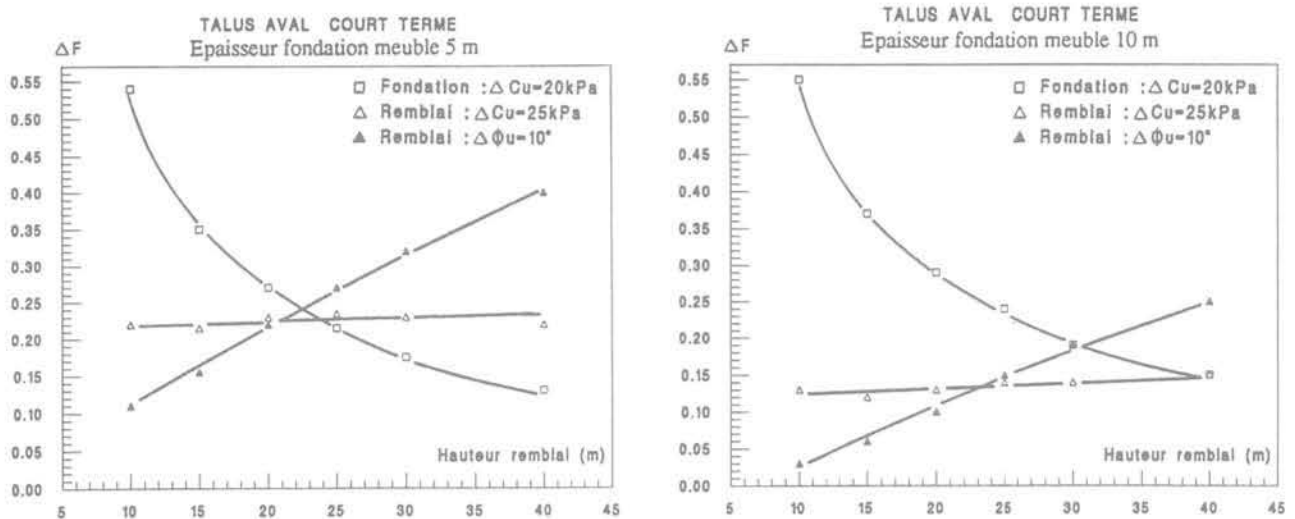 TALUS AVAL COURT TERME
Epaisseur fondation meuble 5 m
ΔF
0.55
0.50
0.45
0.40
0.35
0.30
0.25
0.20
0.15
0.10
0.05
0.00
□ Fondation : Δ Cu=20kPa
△ Remblai : Δ Cu=25kPa
▲ Remblai : Δ Φu=10°
Hauteur remblai (m)
5 10 15 20 25 30 35 40 45
TALUS AVAL COURT TERME
Epaisseur fondation meuble 10 m
ΔF
0.55
0.50
0.45
0.40
0.35
0.30
0.25
0.20
0.15
0.10
0.05
0.00
□ Fondation : Δ Cu=20kPa
△ Remblai : Δ Cu=25kPa
▲ Remblai : Δ Φu=10°
Hauteur remblai (m)
5 10 15 20 25 30 35 40 45